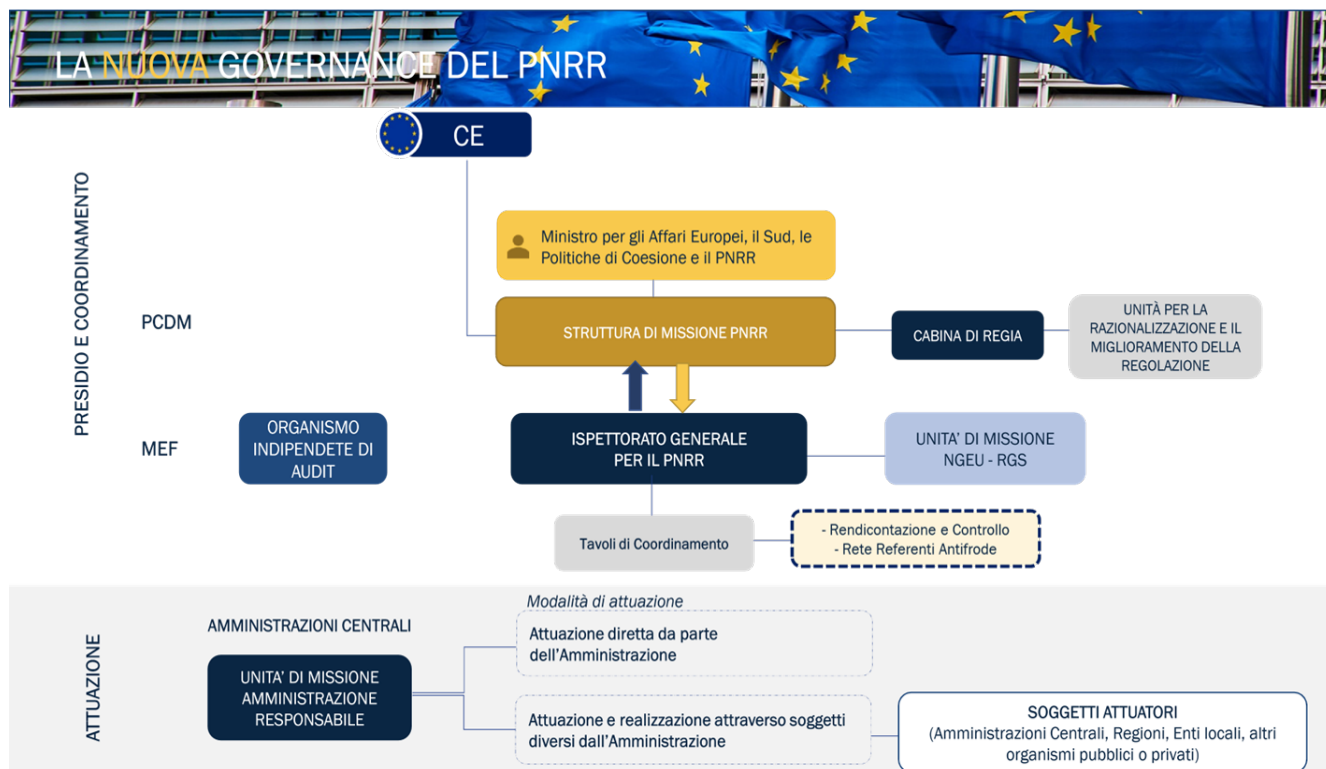 LA NUOVA GOVERNANCE DEL PNRR
CE
PRESIDIO E COORDINAMENTO
Ministro per gli Affari Europei, il Sud, le
Politiche di Coesione e il PNRR
PCDM
STRUTTURA DI MISSIONE PNRR
CABINA DI REGIA
UNITÀ PER LA
RAZIONALIZZAZIONE E IL
MIGLIORAMENTO DELLA
REGOLAZIONE
MEF
ORGANISMO
INDIPENDETE DI
AUDIT
ISPETTORATO GENERALE
PER IL PNRR
UNITA' DI MISSIONE
NGEU - RGS
Tavoli di Coordinamento
- Rendicontazione e Controllo
- Rete Referenti Antifrode
ATTUAZIONE
AMMINISTRAZIONI CENTRALI
UNITA' DI MISSIONE
AMMINISTRAZIONE
RESPONSABILE
Modalità di attuazione
Attuazione diretta da parte
dell'Amministrazione
Attuazione e realizzazione attraverso soggetti
diversi dall'Amministrazione
SOGGETTI ATTUATORI
(Amministrazioni Centrali, Regioni, Enti locali, altri
organismi pubblici o privati)